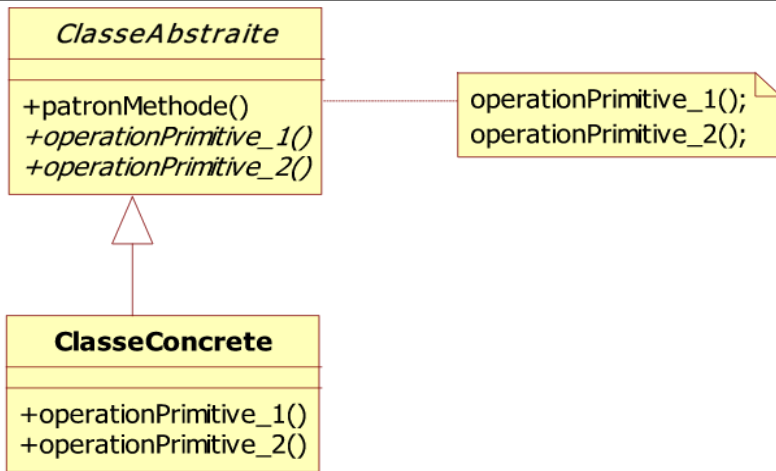 ClasseAbstraite
+patronMethode()
+operationPrimitive_1()
+operationPrimitive_2()
operationPrimitive_1();
operationPrimitive_2();
ClasseConcrete
+operationPrimitive_1()
+operationPrimitive_2()